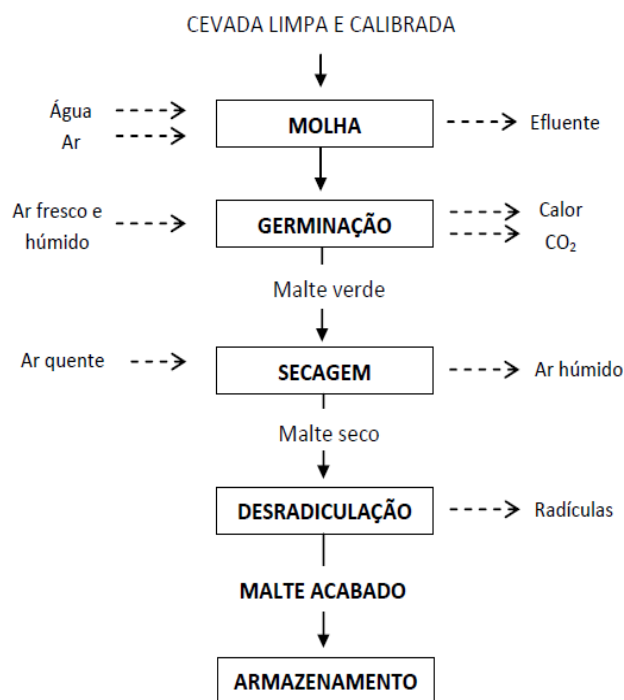 CEVADA LIMPA E CALIBRADA
Água
Ar
MOLHA
Efluente
Ar fresco e
húmido
GERMINAÇÃO
Calor
CO₂
Malte verde
Ar quente
SECAGEM
Ar húmido
Malte seco
DESRADICULAÇÃO
Radículas
MALTE ACABADO
ARMAZENAMENTO